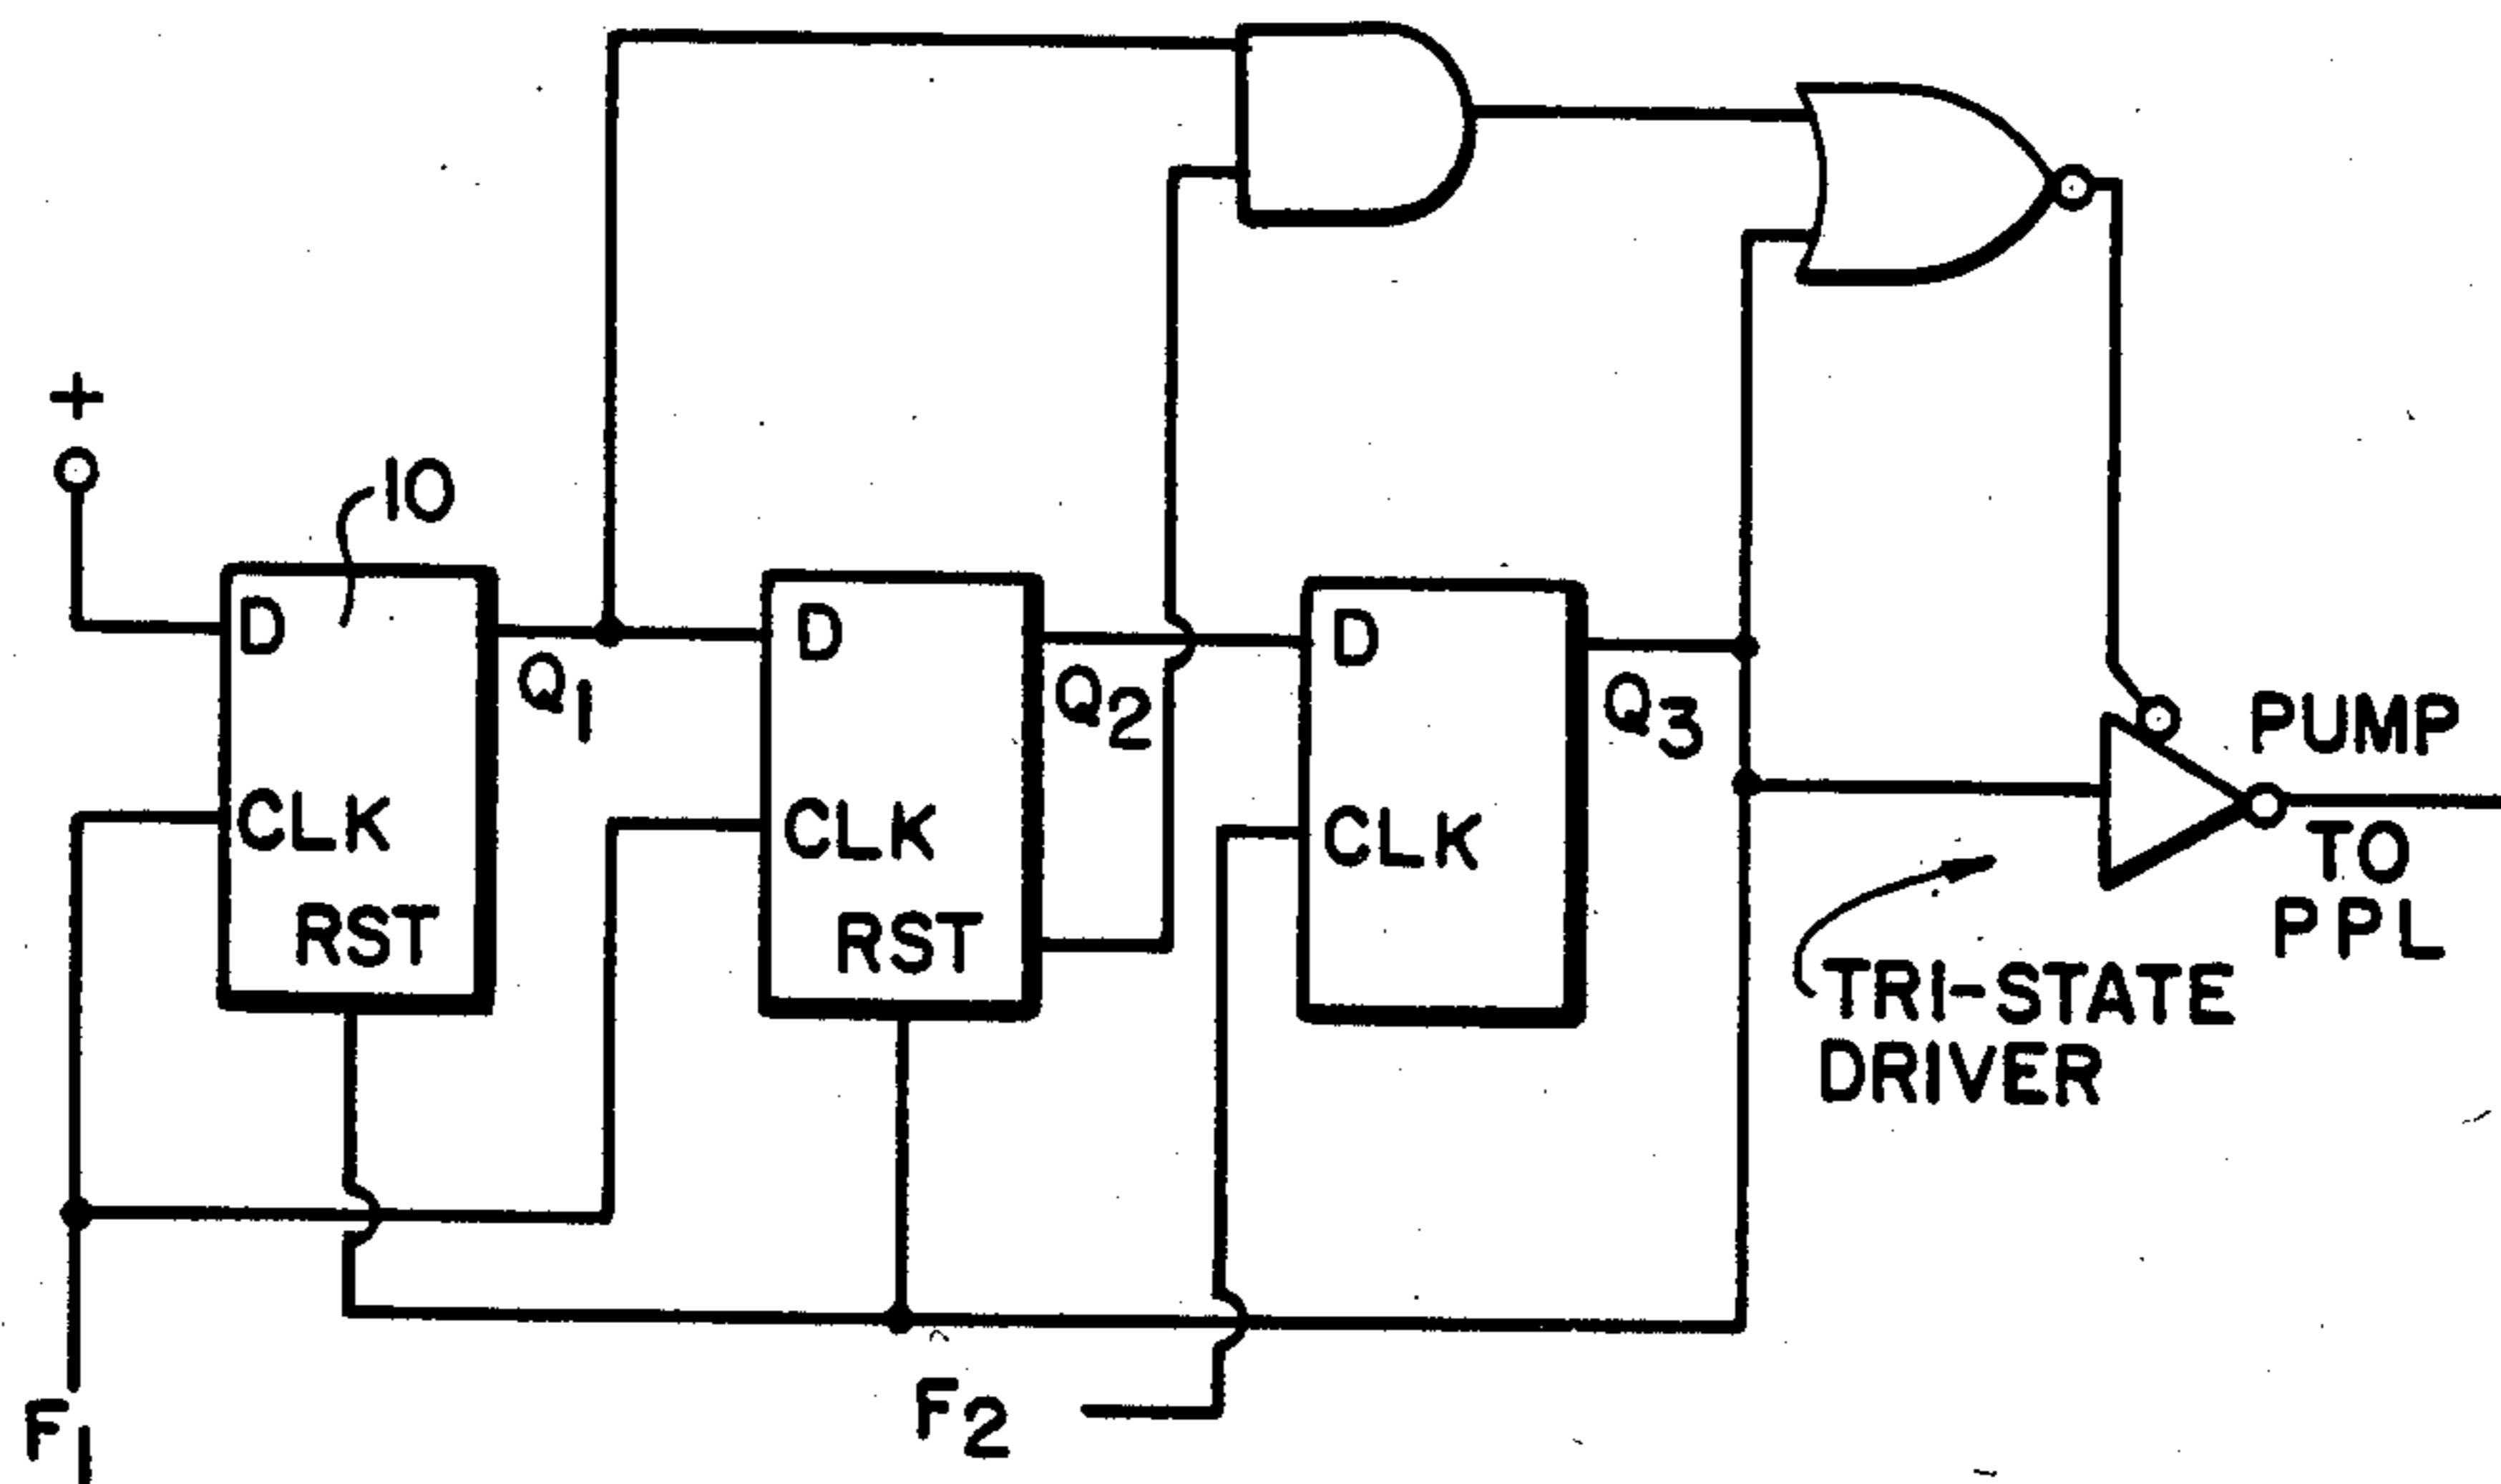 +
10
D
Q1
CLK
RST
D
Q2
CLK
RST
D
Q3
CLK
PUMP
TO
PPL
TRI-STATE
DRIVER
F1
F2